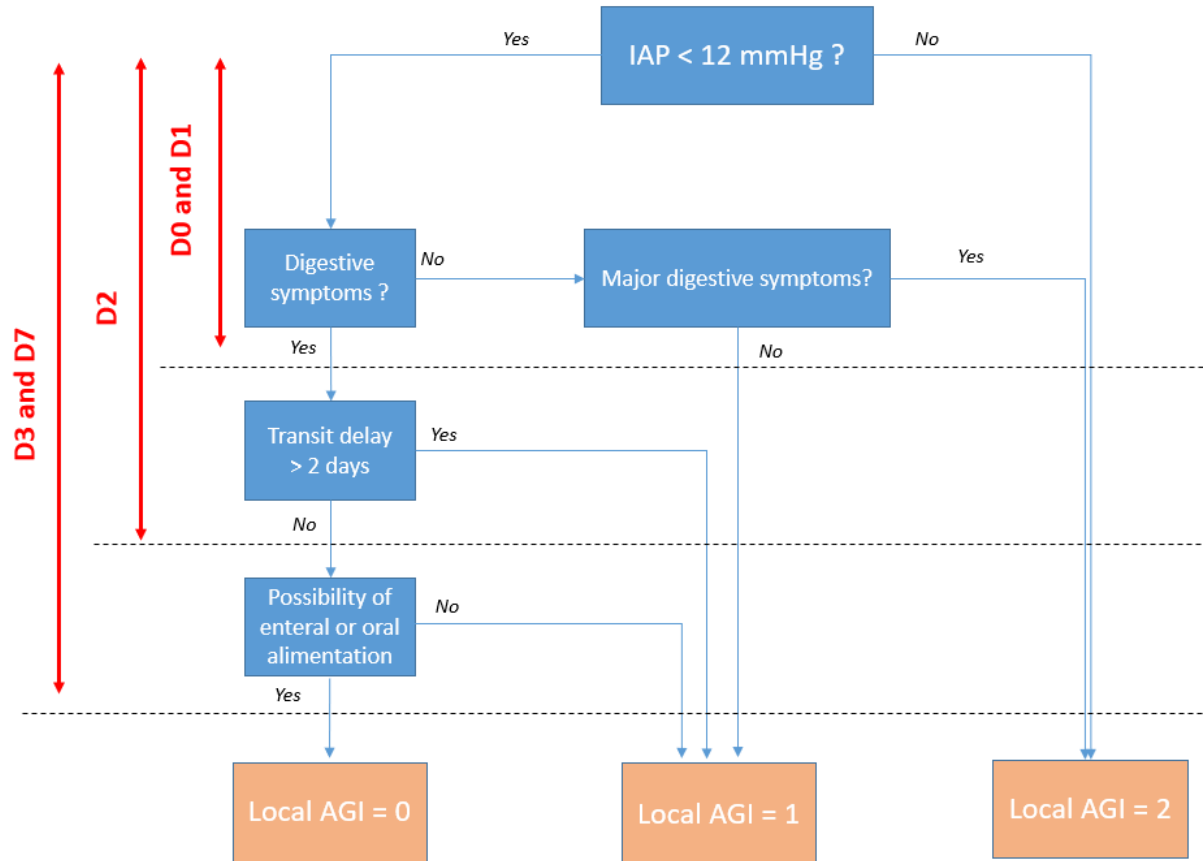 Yes
IAP < 12 mmHg ?
No
D0 and D1
D2
D3 and D7
Digestive
symptoms ?
No
Major digestive symptoms?
Yes
Yes
No
Transit delay
> 2 days
Yes
No
Possibility of
enteral or oral
alimentation
No
Yes
Local AGI = 0
Local AGI = 1
Local AGI = 2